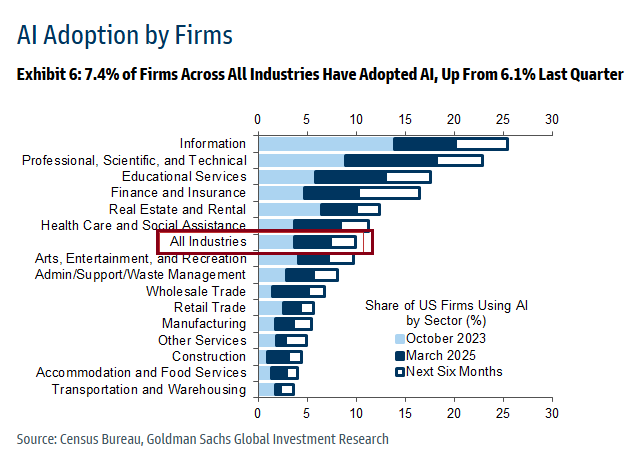 AI Adoption by Firms
Exhibit 6: 7.4% of Firms Across All Industries Have Adopted AI, Up From 6.1% Last Quarter
0 5 10 15 20 25 30
Information
Professional, Scientific, and Technical
Educational Services
Finance and Insurance
Real Estate and Rental
Health Care and Social Assistance
All Industries
Arts, Entertainment, and Recreation
Admin/Support/Waste Management
Wholesale Trade
Retail Trade
Manufacturing
Other Services
Construction
Accommodation and Food Services
Transportation and Warehousing
Share of US Firms Using AI
by Sector (%)
October 2023
March 2025
Next Six Months
0 5 10 15 20 25 30
Source: Census Bureau, Goldman Sachs Global Investment Research